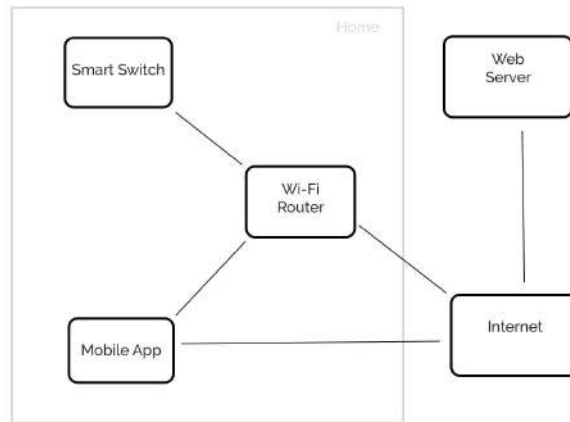 Home
Smart Switch
Web
Server
Wi-Fi
Router
Internet
Mobile App